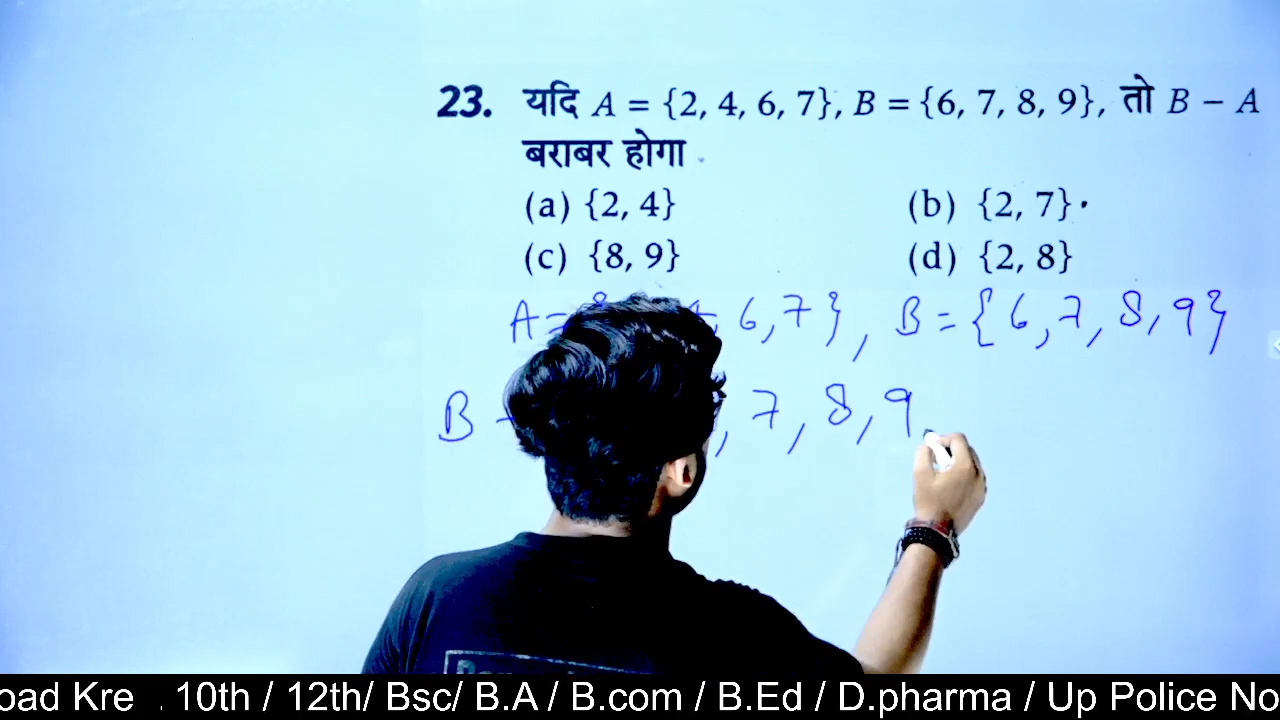 23. यदि A = {2, 4, 6, 7}, B = {6, 7, 8, 9}, तो B – A
बराबर होगा
(a) {2, 4} (b) {2, 7}
(c) {8, 9} (d) {2, 8}
A= 6,7}, B={6,7,8,9}
B , 7, 8, 9
oad Kre . 10th / 12th/ Bsc/ B.A / B.com / B.Ed / D.pharma / Up Police No